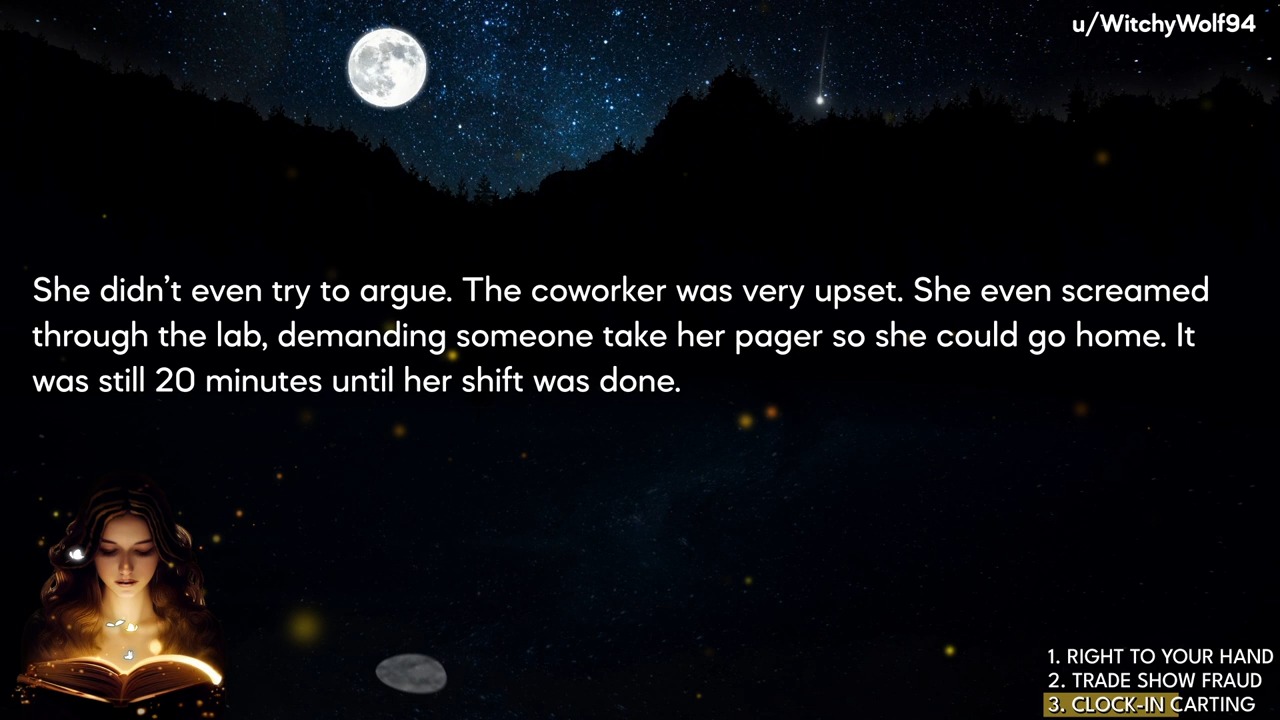 u/WitchyWolf94
She didn’t even try to argue. The coworker was very upset. She even screamed
through the lab, demanding someone take her pager so she could go home. It
was still 20 minutes until her shift was done.
1. RIGHT TO YOUR HAND
2. TRADE SHOW FRAUD
3. CLOCK-IN CARTING